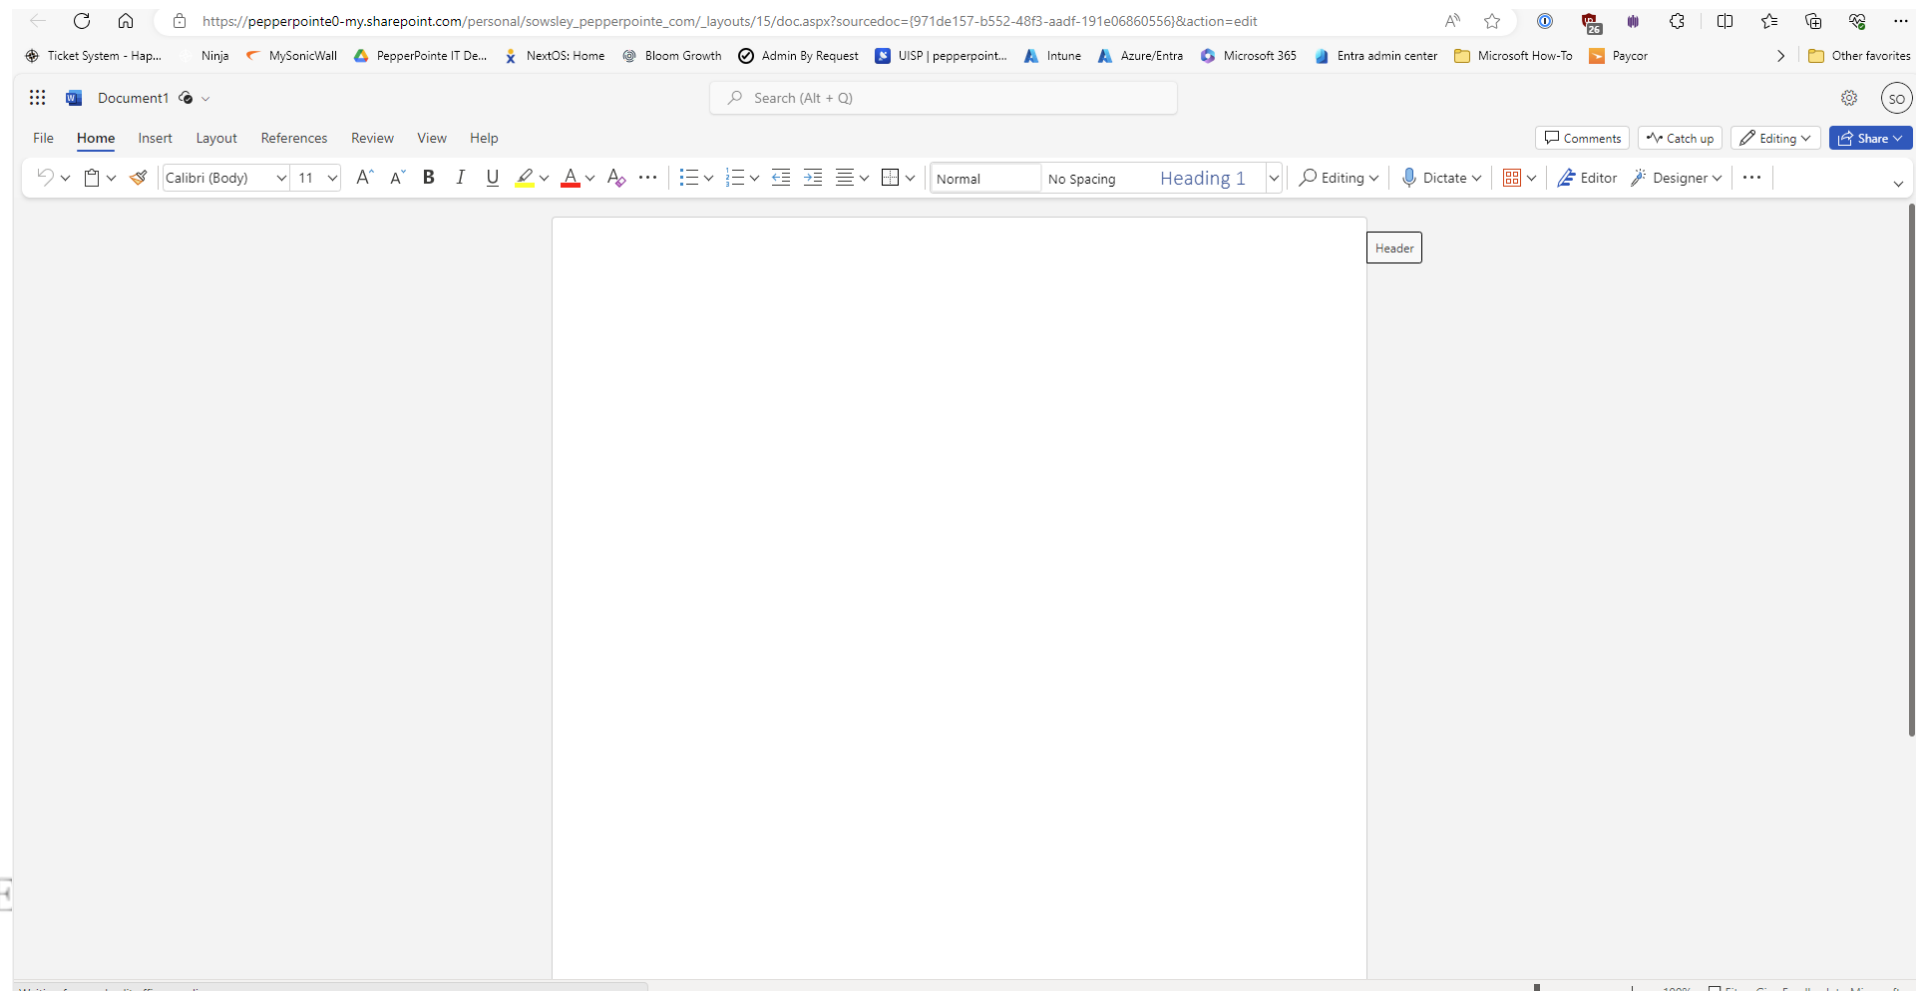 https://pepperpointe0-my.sharepoint.com/personal/sowsley_pepperpointe_com/_layouts/15/doc.aspx?sourcedoc={971de157-b552-48f3-aadf-191e06860556}&action=edit 26
Ticket System - Hap... Ninja MySonicWall PepperPointe IT De... NextOS: Home Bloom Growth Admin By Request UISP | pepperpoint... Intune Azure/Entra Microsoft 365 Entra admin center Microsoft How-To Paycor Other favorites
Document1 Search (Alt + Q) SO
File Home Insert Layout References Review View Help Comments Catch up Editing Share
Calibri (Body) 11 A A B I U A A Normal No Spacing Heading 1 Editing Dictate Editor Designer
Header